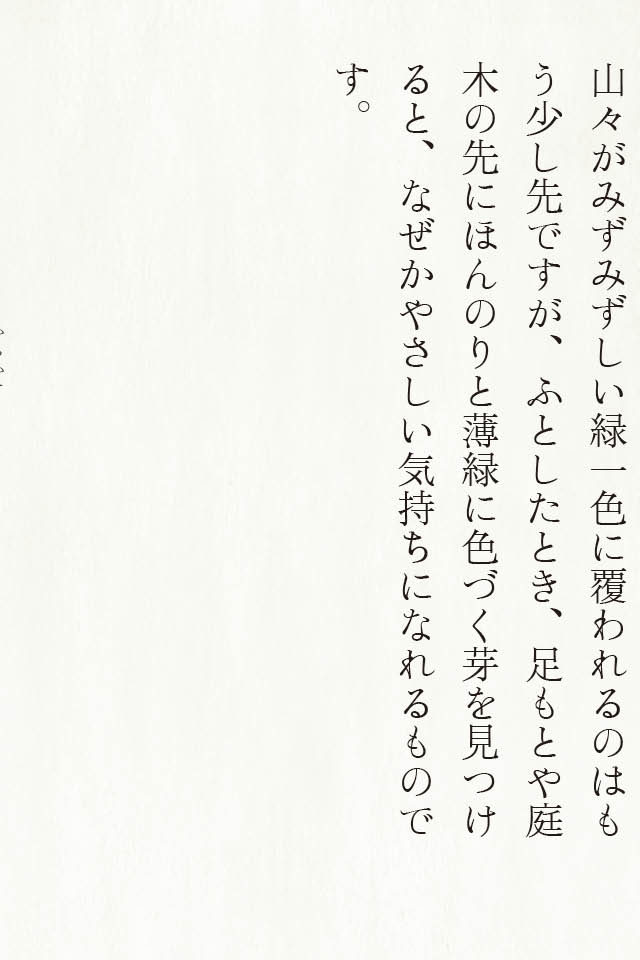 山々がみずみずしい緑一色に覆われるのはも
う少し先ですが、ふとしたとき、足もとや庭
木の先にほんのりと薄緑に色づく芽を見つけ
ると、なぜかやさしい気持ちになれるもので
す。